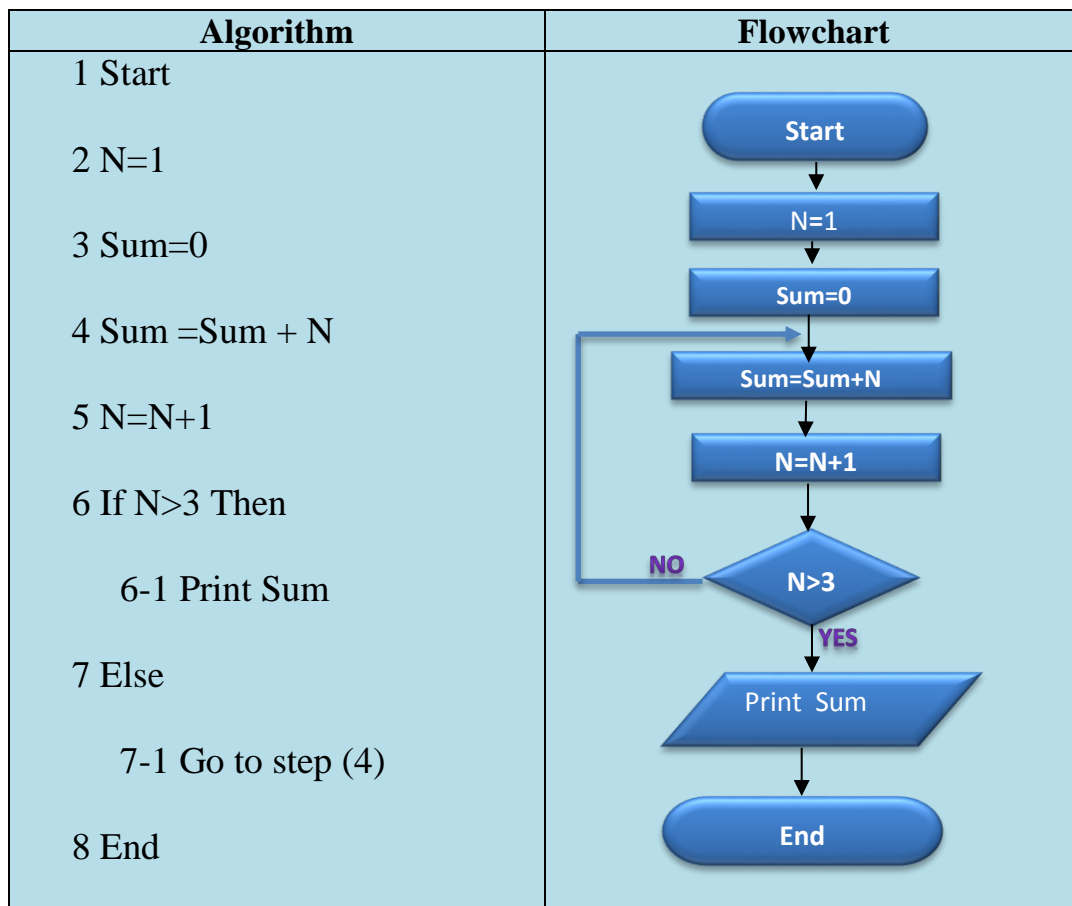 Algorithm
Flowchart
1 Start
2 N=1
3 Sum=0
4 Sum =Sum + N
5 N=N+1
6 If N>3 Then
6-1 Print Sum
7 Else
7-1 Go to step (4)
8 End
Start
N=1
Sum=0
Sum=Sum+N
N=N+1
NO
N>3
YES
Print Sum
End